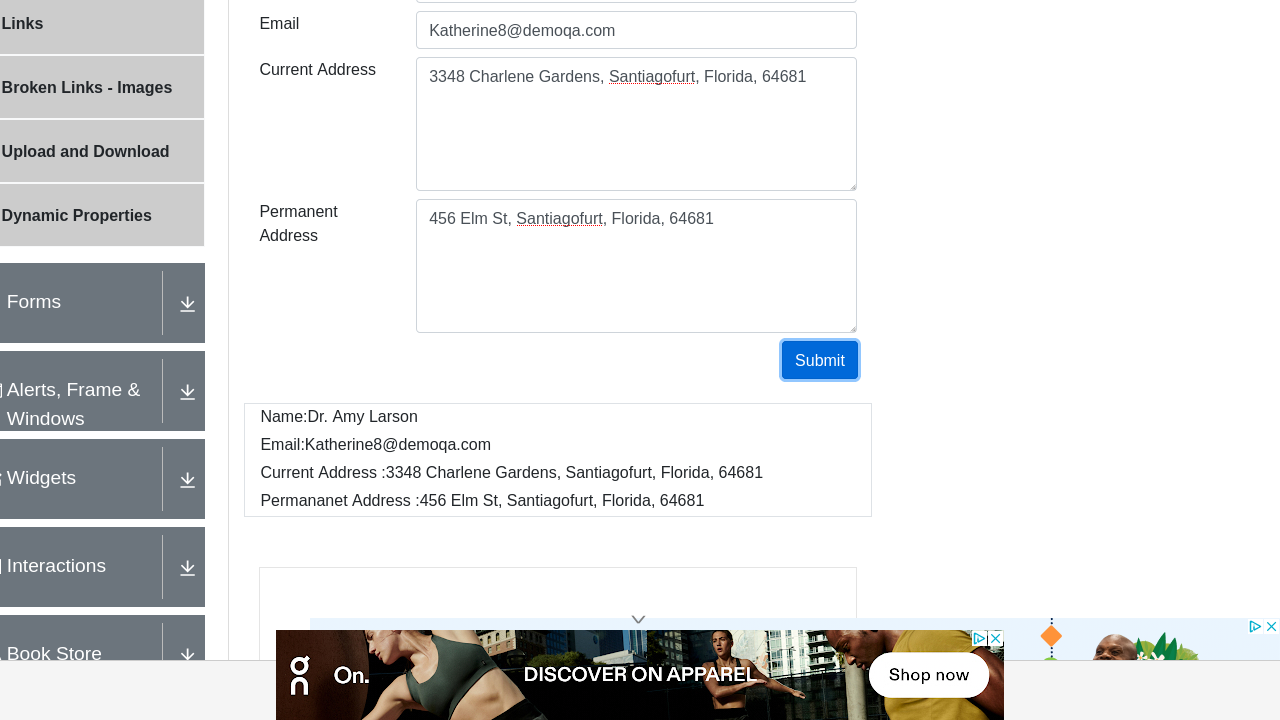 Links
Email
Katherine8@demoqa.com
Current Address
3348 Charlene Gardens, Santiagofurt, Florida, 64681
Broken Links - Images
Upload and Download
Dynamic Properties
Permanent
Address
456 Elm St, Santiagofurt, Florida, 64681
Forms
Submit
Alerts, Frame &
Windows
Name:Dr. Amy Larson
Email:Katherine8@demoqa.com
Current Address :3348 Charlene Gardens, Santiagofurt, Florida, 64681
Permananet Address :456 Elm St, Santiagofurt, Florida, 64681
Widgets
Interactions
Book Store
On.
DISCOVER ON APPAREL
Shop now